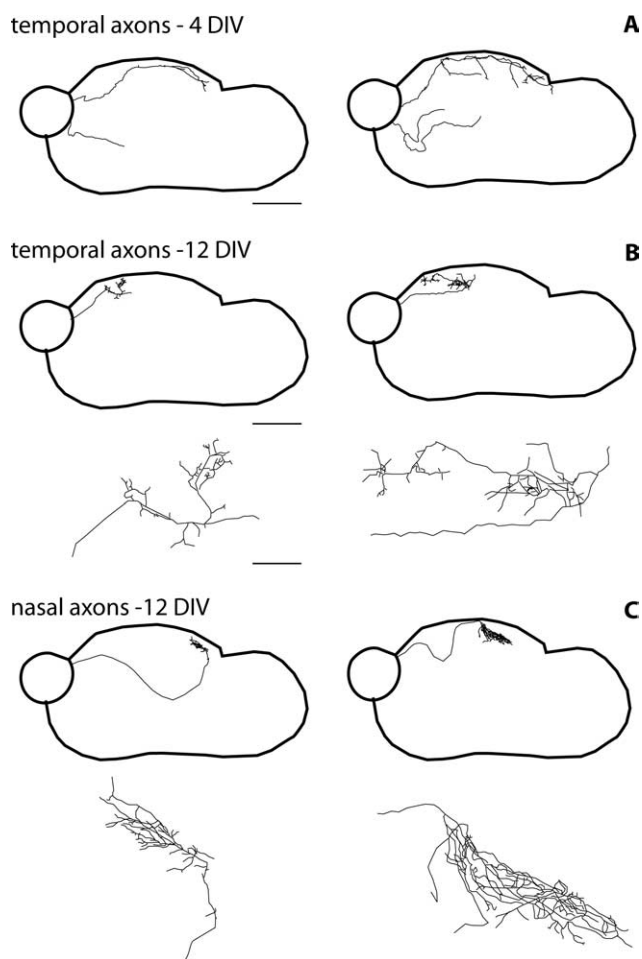 temporal axons - 4 DIV A
temporal axons -12 DIV B
nasal axons -12 DIV C